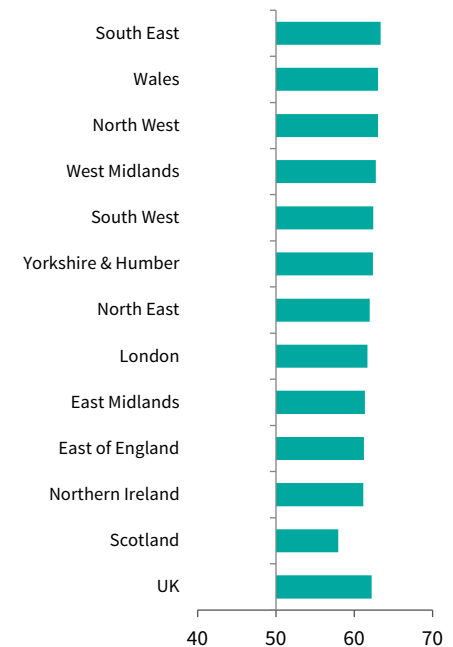 South East
Wales
North West
West Midlands
South West
Yorkshire & Humber
North East
London
East Midlands
East of England
Northern Ireland
Scotland
UK
40 50 60 70